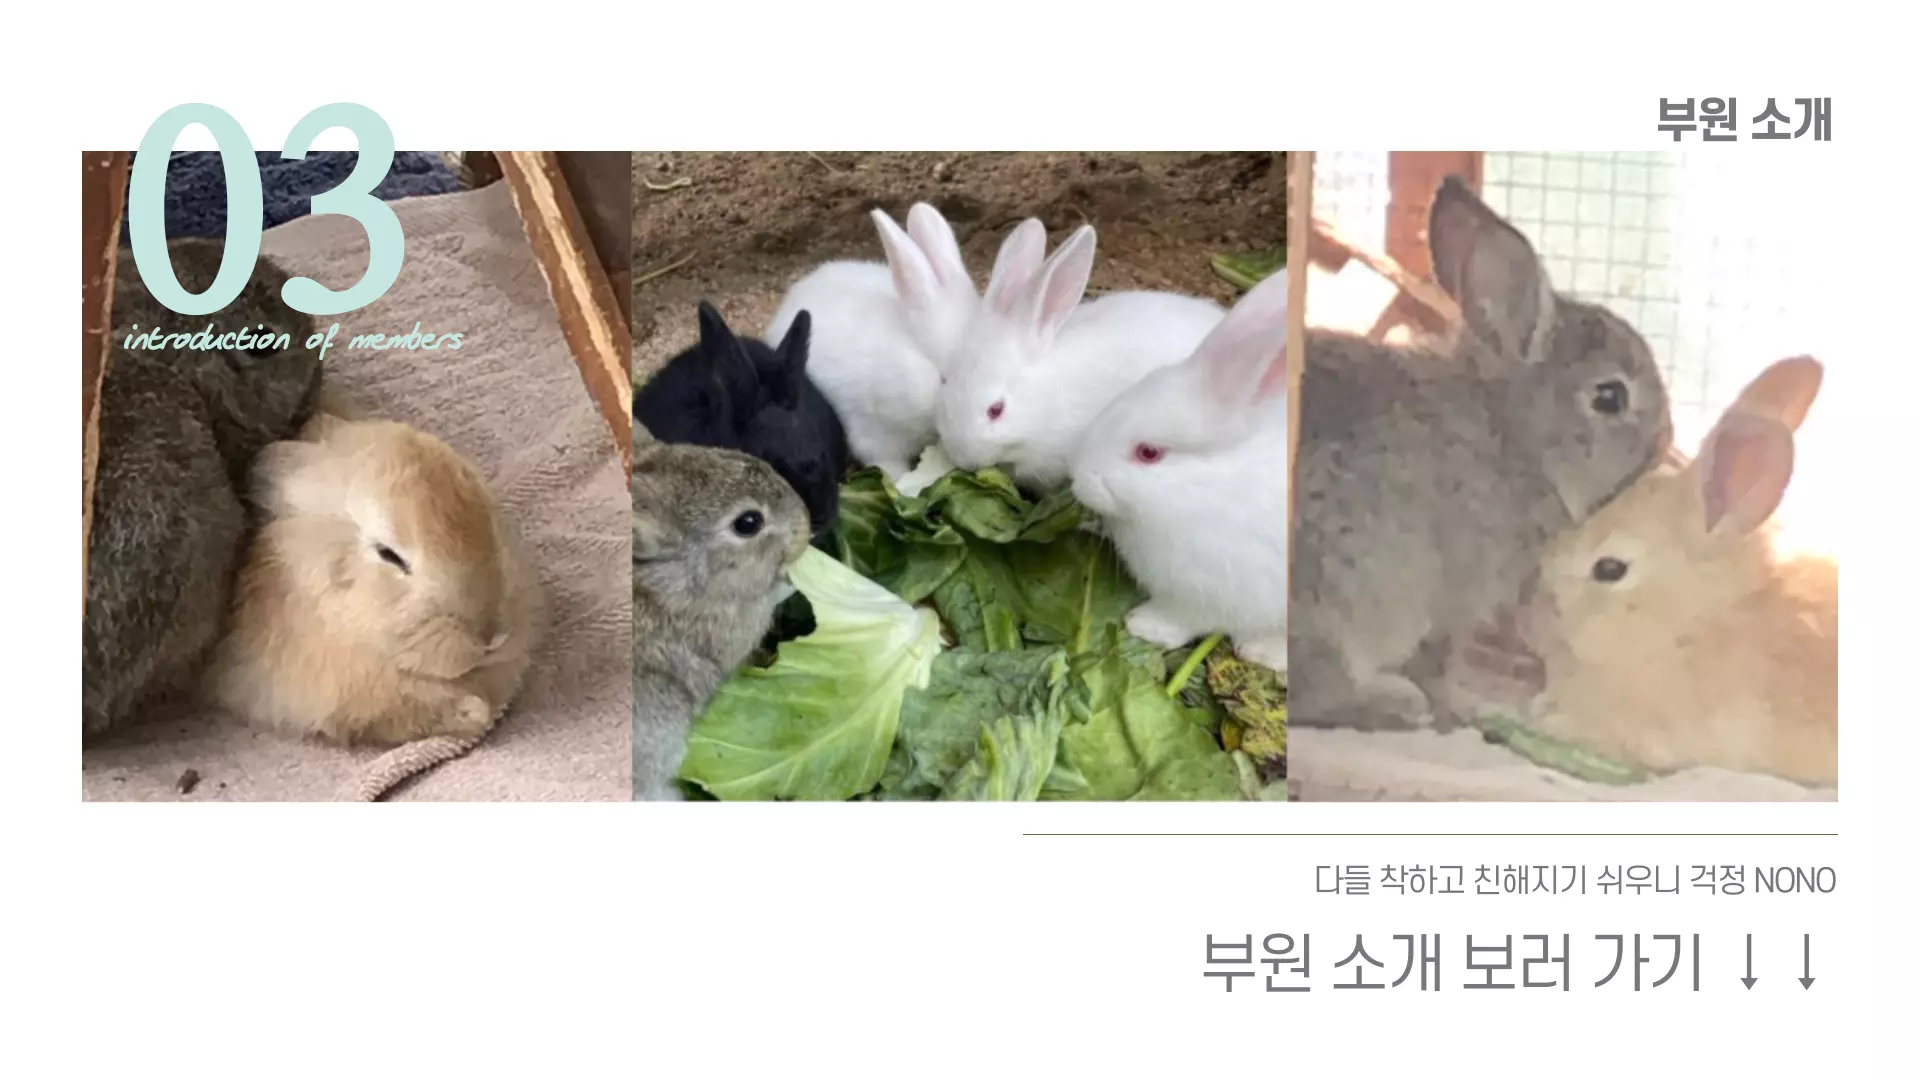 03
introduction of members
부원 소개
다들 착하고 친해지기 쉬우니 걱정 NONO
부원 소개 보러 가기 ↓ ↓